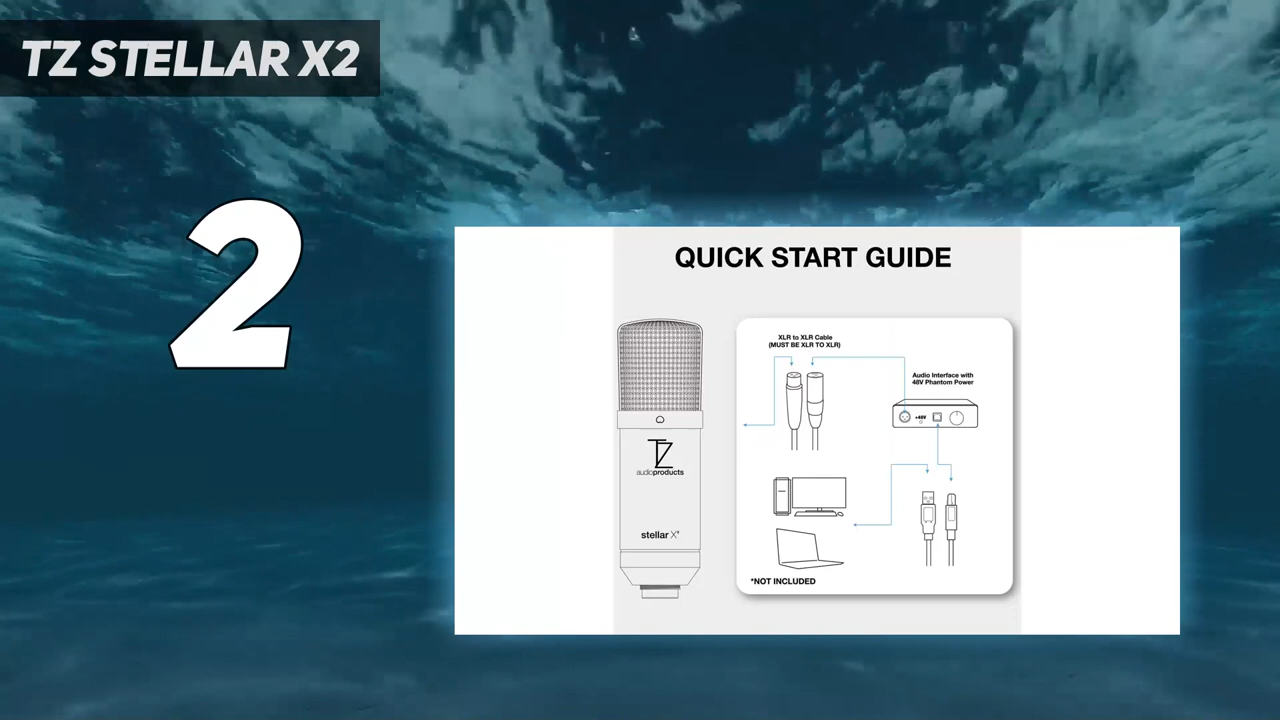 TZ STELLAR X2
2
QUICK START GUIDE
XLR to XLR Cable
(MUST BE XLR TO XLR)
Audio Interface with
48V Phantom Power
+48V
TZ
audioproducts
stellar X²
*NOT INCLUDED